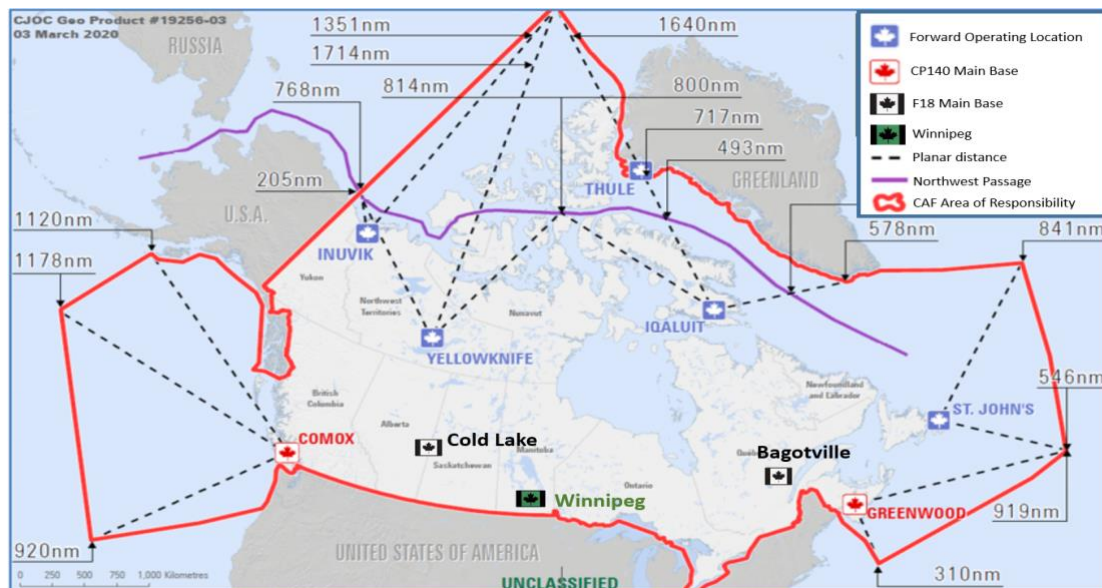 CJOC Geo Product #19256-03
03 March 2020
RUSSIA
1351nm
1640nm
1714nm
768nm
814nm
800nm
717nm
493nm
205nm
THULE
GREENLAND
Forward Operating Location
CP140 Main Base
F18 Main Base
Winnipeg
Planar distance
Northwest Passage
CAF Area of Responsibility
U.S.A.
1120nm
578nm
841nm
INUVIK
1178nm
Yukon
Northwest
Territories
Nunavut
IQALUIT
YELLOWKNIFE
British
Columbia
Newfoundland
and Labrador
546nm
ST. JOHN'S
COMOX
Alberta
Cold Lake
Manitoba
Saskatchewan
Bagotville
Québec
Ontario
Winnipeg
GREENWOOD
919nm
920nm
UNITED STATES OF AMERICA
310nm
0 250 500 1,000 Kilometres
UNCLASSIFIED